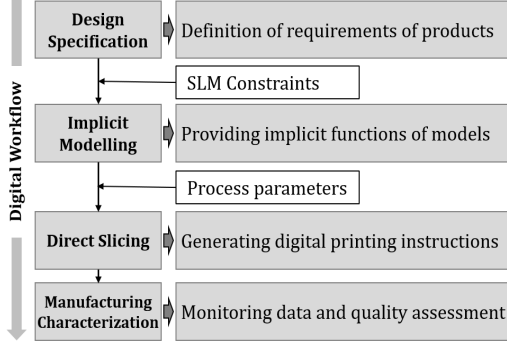 Digital Workflow
Design
Specification
Definition of requirements of products
SLM Constraints
Implicit
Modelling
Providing implicit functions of models
Process parameters
Direct Slicing
Generating digital printing instructions
Manufacturing
Characterization
Monitoring data and quality assessment